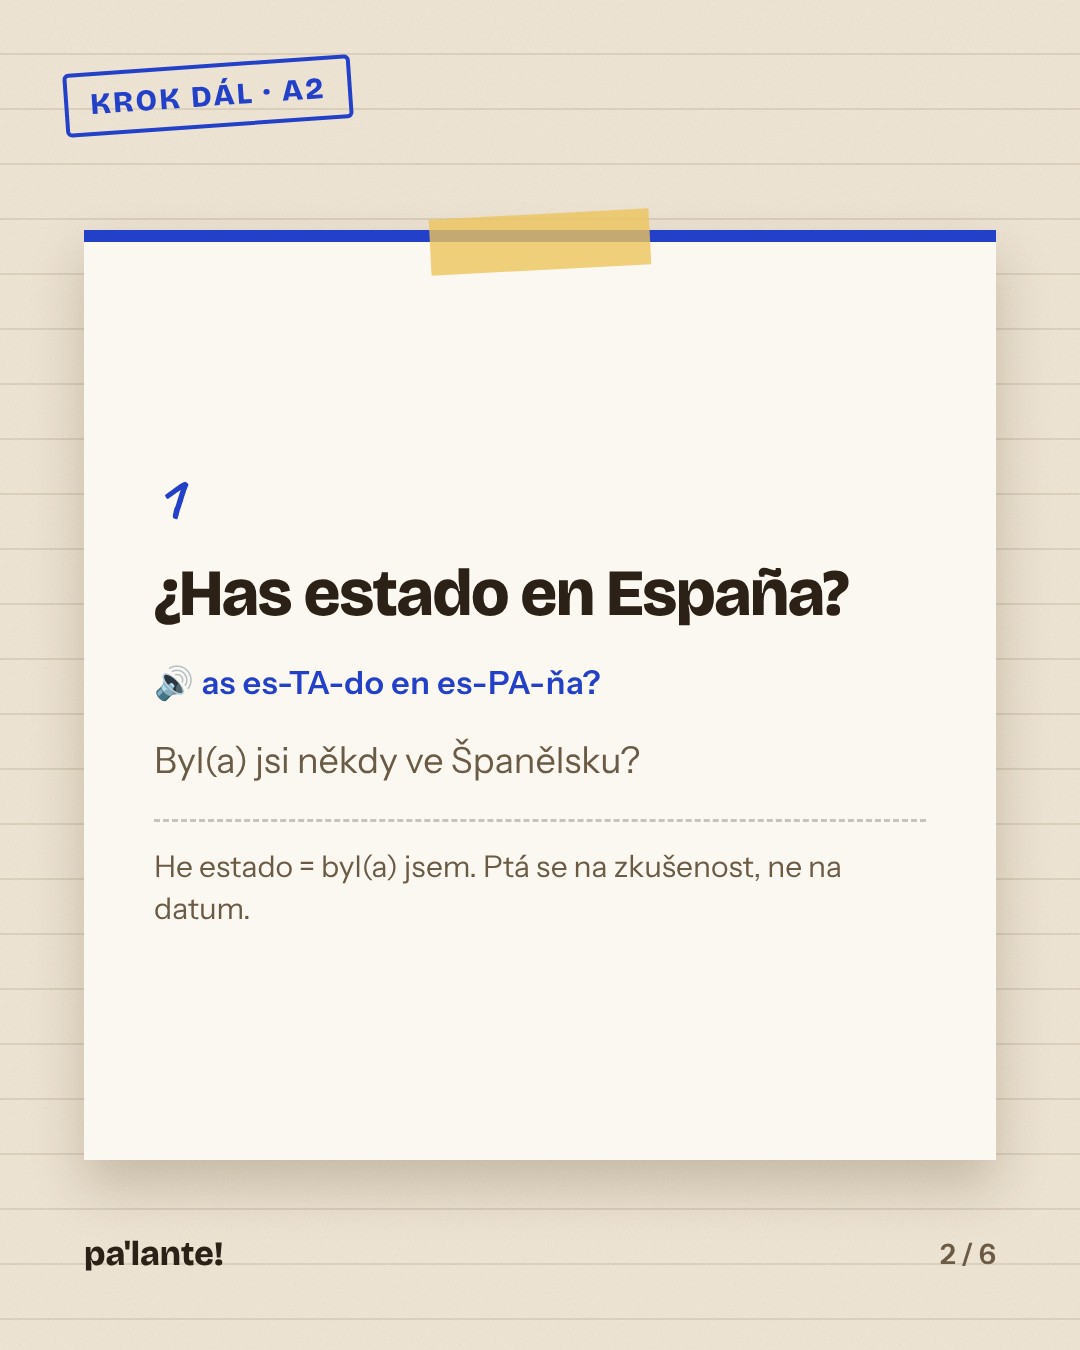 KROK DÁL · A2
1
¿Has estado en España?
🔊 as es-TA-do en es-PA-ňa?
Byl(a) jsi někdy ve Španělsku?
He estado = byl(a) jsem. Ptá se na zkušenost, ne na
datum.
pa'lante!
2 / 6